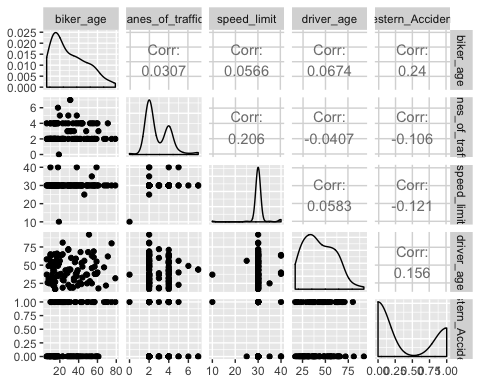 biker_age
anes_of_traffic
speed_limit
driver_age
estern_Acciden
0.025
0.020
0.015
0.010
0.005
0.000
Corr:
0.0307
Corr:
0.0566
Corr:
0.0674
Corr:
0.24
biker_age
6
4
2
0
Corr:
0.206
Corr:
-0.0407
Corr:
-0.106
nes_of_traf
40
30
20
10
Corr:
0.0583
Corr:
-0.121
speed_limit
75
50
25
Corr:
0.156
driver_age
1.00
0.75
0.50
0.25
0.00
tern_Accide
20 40 60 80
0 2 4 6
10 20 30 40
25 50 75
0.00 0.25 0.50 0.75 1.00